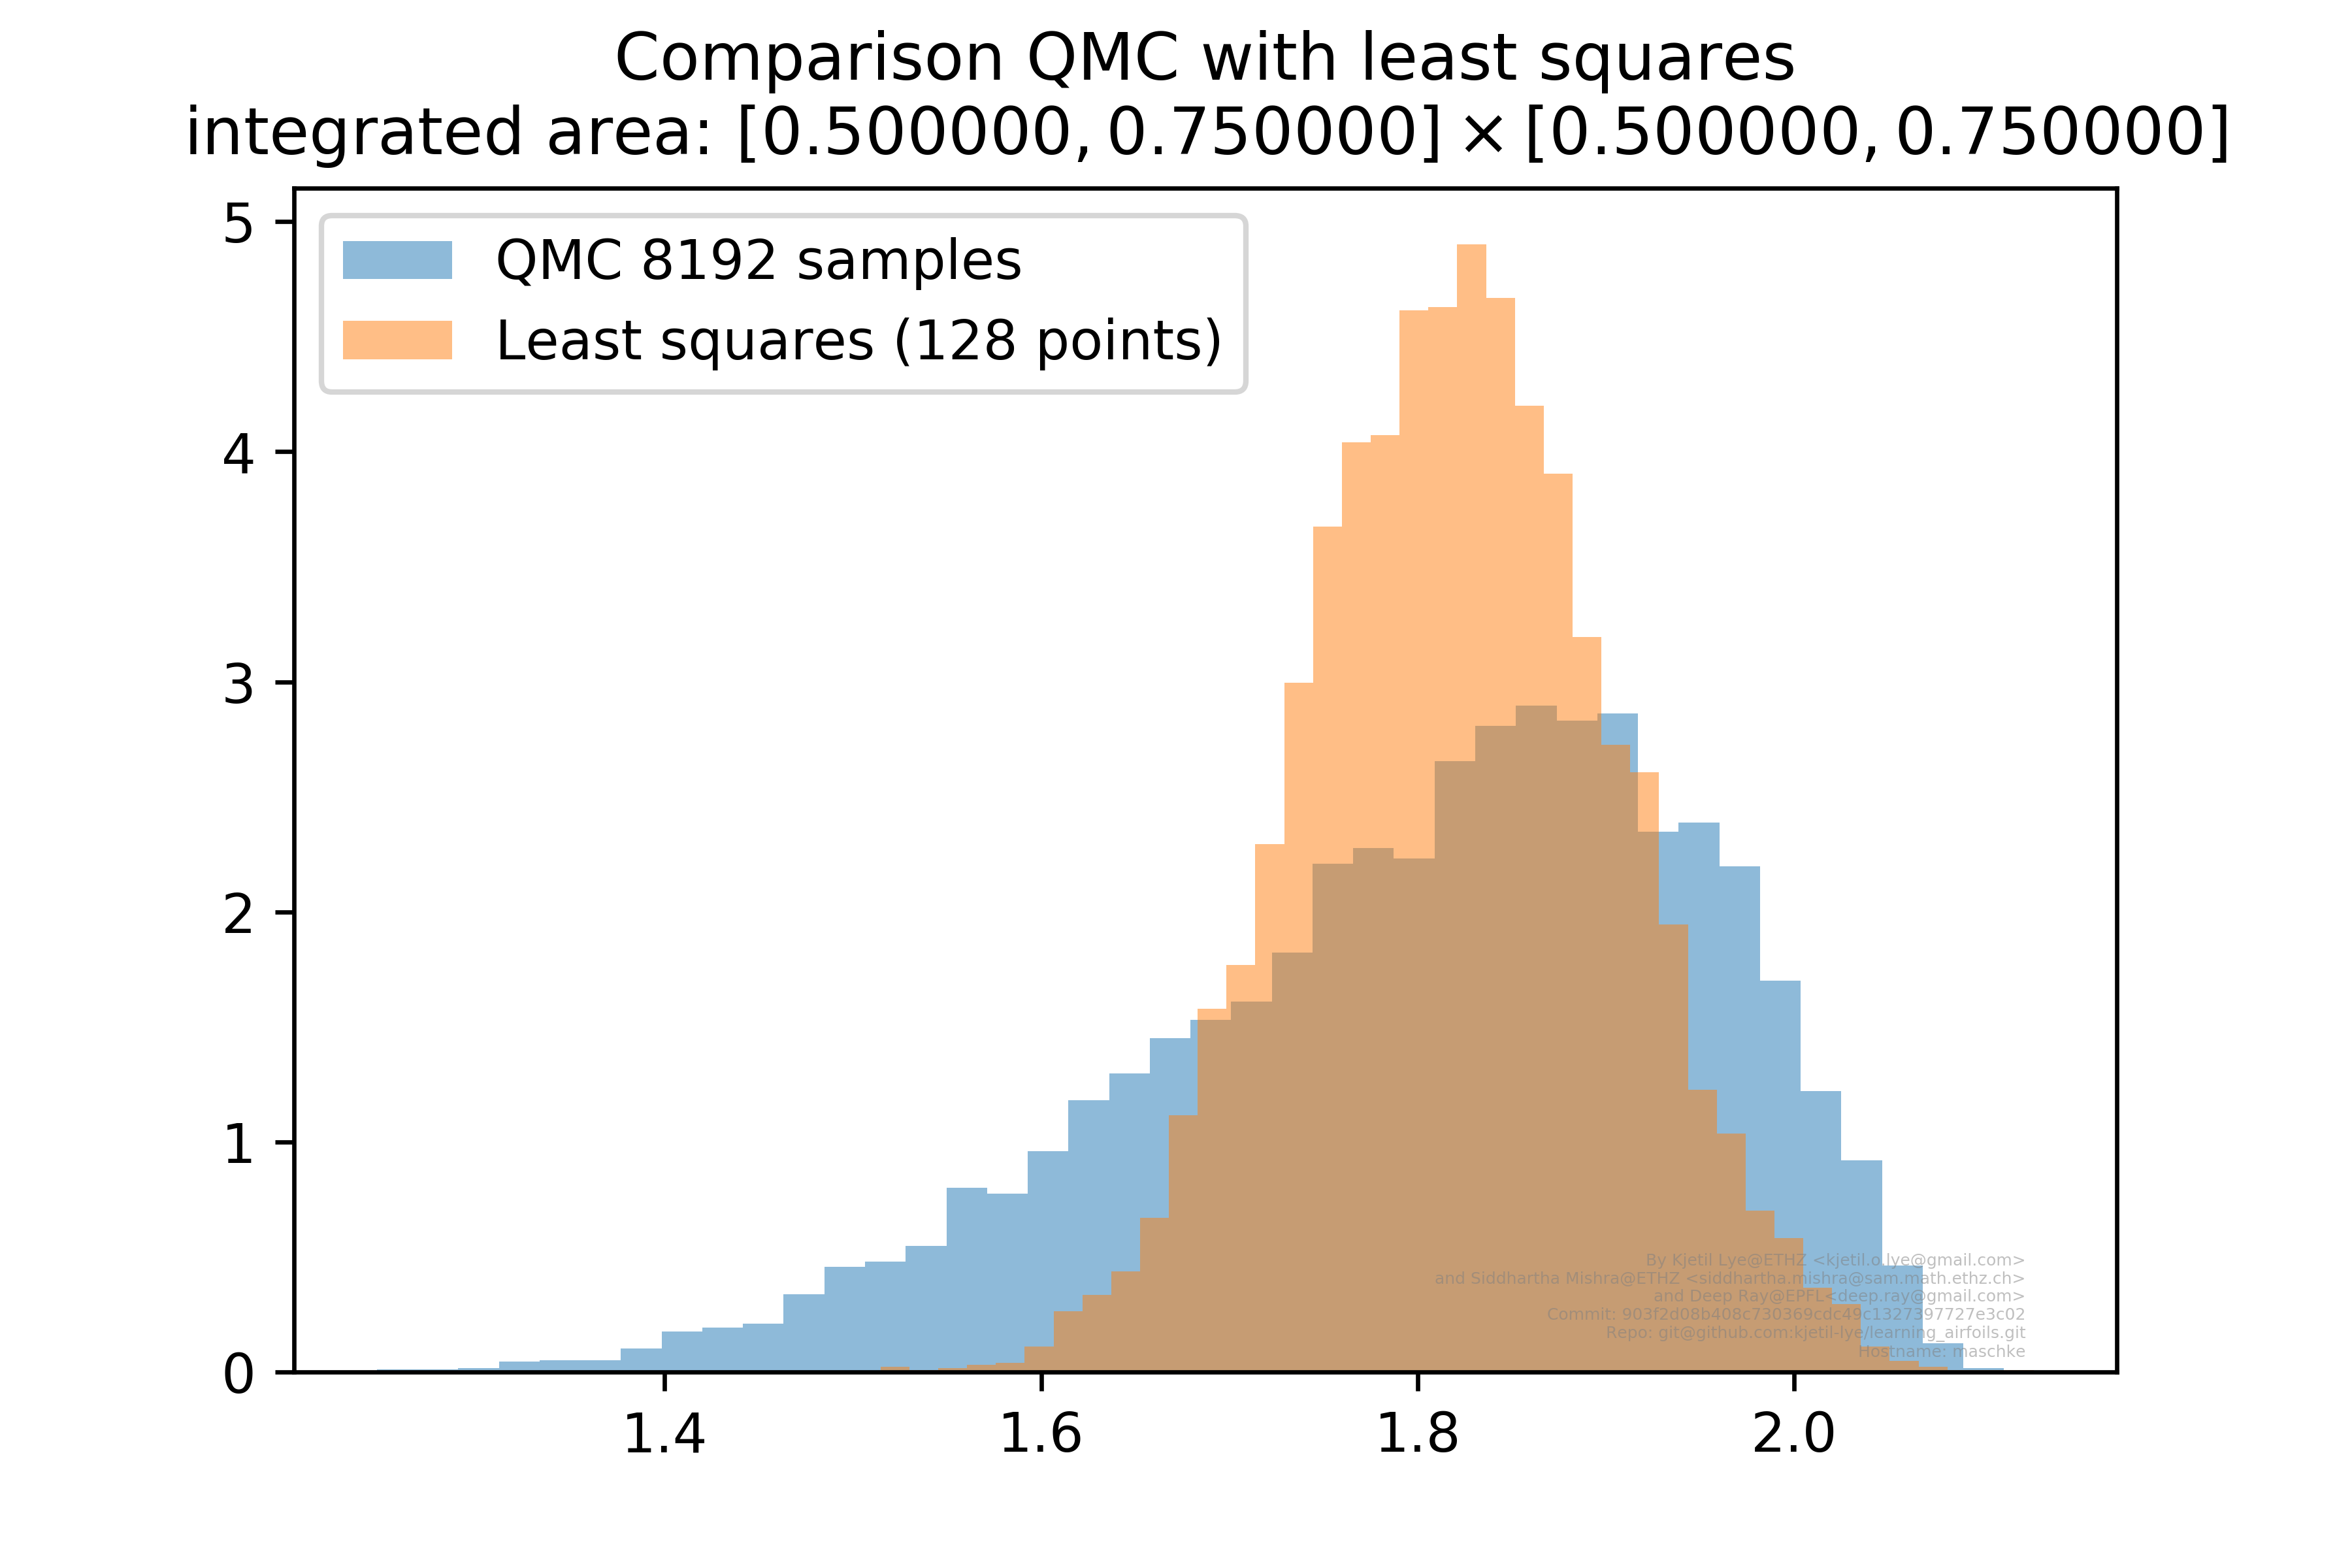 Comparison QMC with least squares
integrated area: [0.500000, 0.750000] × [0.500000, 0.750000]
QMC 8192 samples
Least squares (128 points)
5
4
3
2
1
0
1.4
1.6
1.8
2.0
By Kjetil Lye@ETHZ <kjetil.o.lye@gmail.com>
and Siddhartha Mishra@ETHZ <siddhartha.mishra@sam.math.ethz.ch>
and Deep Ray@EPFL<deep.ray@gmail.com>
Commit: 903f2d08b408c730369cdc49c1327397727e3c02
Repo: git@github.com:kjetil-lye/learning_airfoils.git
Hostname: maschke